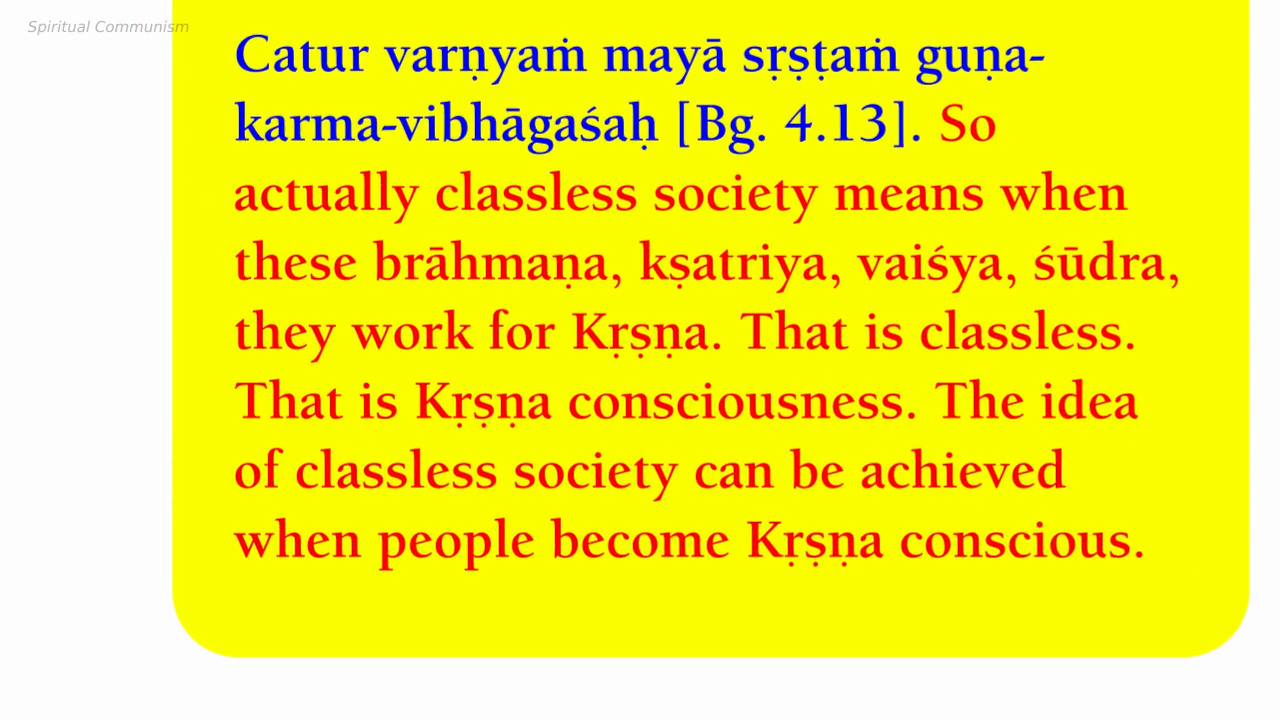 Spiritual Communism
Catur varṇyaṁ mayā sṛṣṭaṁ guṇa-
karma-vibhāgaśaḥ [Bg. 4.13]. So
actually classless society means when
these brāhmaṇa, kṣatriya, vaiśya, śūdra,
they work for Kṛṣṇa. That is classless.
That is Kṛṣṇa consciousness. The idea
of classless society can be achieved
when people become Kṛṣṇa conscious.